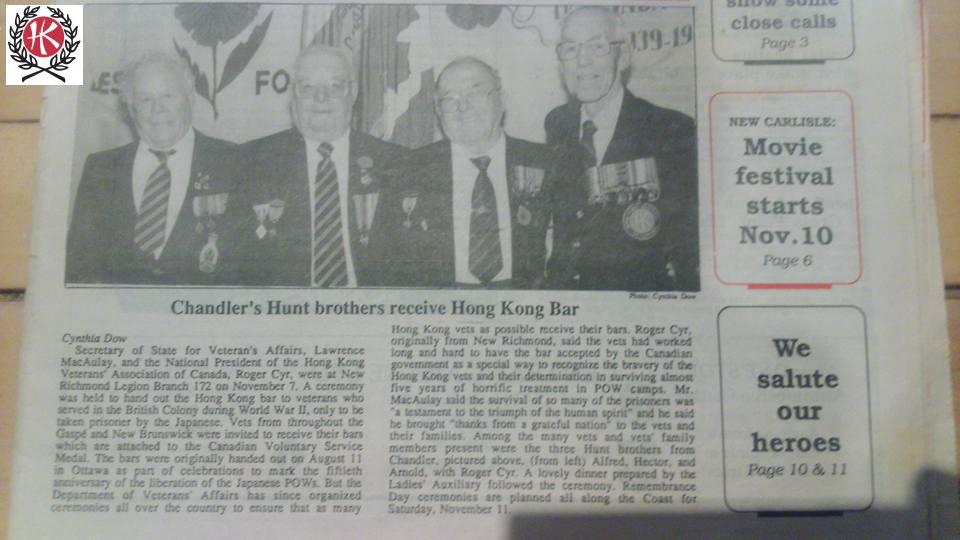 K
FO
939-19
Photo: Cynthia Dow
Chandler's Hunt brothers receive Hong Kong Bar
Cynthia Dow
Secretary of State for Veteran's Affairs, Lawrence
MacAulay, and the National President of the Hong Kong
Veterans' Association of Canada, Roger Cyr, were at New
Richmond Legion Branch 172 on November 7. A ceremony
was held to hand out the Hong Kong bar to veterans who
served in the British Colony during World War II, only to be
taken prisoner by the Japanese. Vets from throughout the
Gaspé and New Brunswick were invited to receive their bars
which are attached to the Canadian Voluntary Service
Medal. The bars were originally handed out on August 11
in Ottawa as part of celebrations to mark the fiftieth
anniversary of the liberation of the Japanese POWs. But the
Department of Veterans' Affairs has since organized
ceremonies all over the country to ensure that as many
Hong Kong vets as possible receive their bars. Roger Cyr,
originally from New Richmond, said the vets had worked
long and hard to have the bar accepted by the Canadian
government as a special way to recognize the bravery of the
Hong Kong vets and their determination in surviving almost
five years of horrific treatment in POW camps. Mr.
MacAulay said the survival of so many of the prisoners was
"a testament to the triumph of the human spirit" and he said
he brought "thanks from a grateful nation" to the vets and
their families. Among the many vets and vets' family
members present were the three Hunt brothers from
Chandler, pictured above, (from left) Alfred, Hector, and
Arnold, with Roger Cyr. A lovely dinner prepared by the
Ladies' Auxiliary followed the ceremony. Remembrance
Day ceremonies are planned all along the Coast for
Saturday, November 11.
show some
close calls
Page 3
NEW CARLISLE:
Movie
festival
starts
Nov.10
Page 6
We
salute
our
heroes
Page 10 & 11